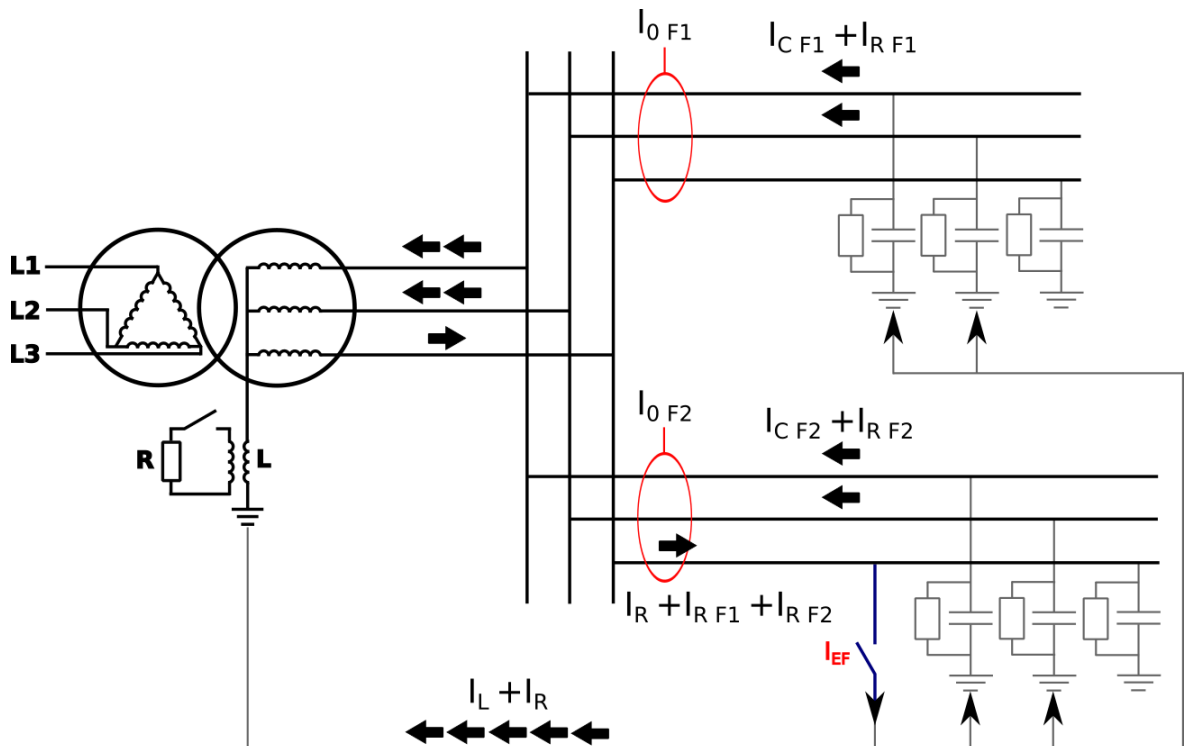 I0 F1
IC F1 + IR F1
L1
L2
L3
I0 F2
IC F2 + IR F2
R
L
IR + IR F1 + IR F2
IEF
IL + IR